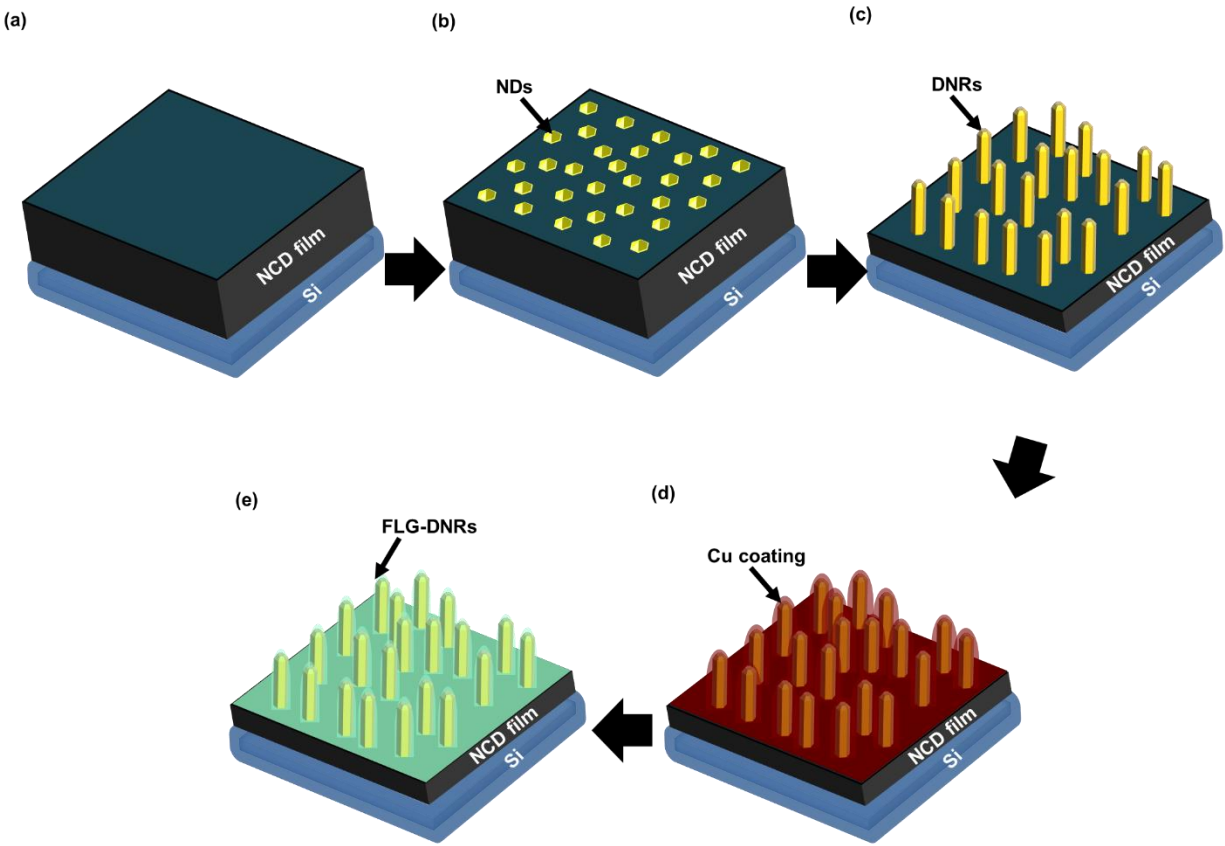 (a)
NCD film
Si
(b)
NDs
NCD film
Si
(c)
DNRs
NCD film
Si
(e)
FLG-DNRs
NCD film
Si
(d)
Cu coating
NCD film
Si